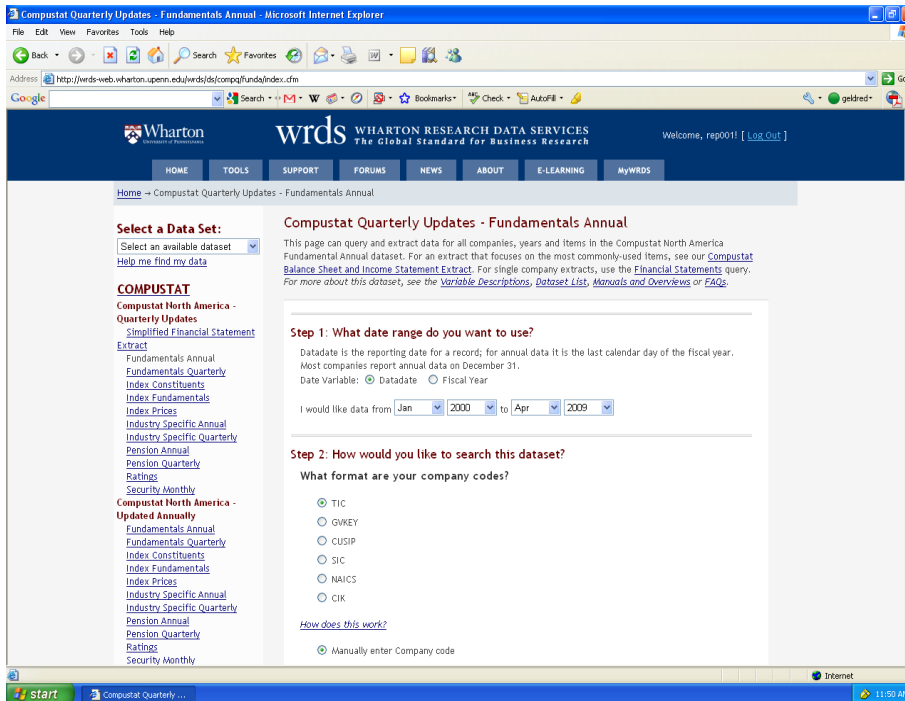 Compustat Quarterly Updates - Fundamentals Annual - Microsoft Internet Explorer
File Edit View Favorites Tools Help
Back Search Favorites
Address http://wrds-web.wharton.upenn.edu/wrds/ds/compq/funda/index.cfm Go
Google Search Bookmarks Check AutoFill geldred
Wharton
UNIVERSITY of PENNSYLVANIA
wrds WHARTON RESEARCH DATA SERVICES
The Global Standard for Business Research
Welcome, rep001! [ Log Out ]
HOME TOOLS SUPPORT FORUMS NEWS ABOUT E-LEARNING MyWRDS
Home → Compustat Quarterly Updates - Fundamentals Annual
Select a Data Set:
Select an available dataset
Help me find my data
COMPUSTAT
Compustat North America -
Quarterly Updates
Simplified Financial Statement
Extract
Fundamentals Annual
Fundamentals Quarterly
Index Constituents
Index Fundamentals
Index Prices
Industry Specific Annual
Industry Specific Quarterly
Pension Annual
Pension Quarterly
Ratings
Security Monthly
Compustat North America -
Updated Annually
Fundamentals Annual
Fundamentals Quarterly
Index Constituents
Index Fundamentals
Index Prices
Industry Specific Annual
Industry Specific Quarterly
Pension Annual
Pension Quarterly
Ratings
Security Monthly
Compustat Quarterly Updates - Fundamentals Annual
This page can query and extract data for all companies, years and items in the Compustat North America
Fundamental Annual dataset. For an extract that focuses on the most commonly-used items, see our Compustat
Balance Sheet and Income Statement Extract. For single company extracts, use the Financial Statements query.
For more about this dataset, see the Variable Descriptions, Dataset List, Manuals and Overviews or FAQs.
Step 1: What date range do you want to use?
Datadate is the reporting date for a record; for annual data it is the last calendar day of the fiscal year.
Most companies report annual data on December 31.
Date Variable: Datadate Fiscal Year
I would like data from Jan 2000 to Apr 2009
Step 2: How would you like to search this dataset?
What format are your company codes?
TIC
GVKEY
CUSIP
SIC
NAICS
CIK
How does this work?
Manually enter Company code
Internet
start Compustat Quarterly ... 11:50 AM